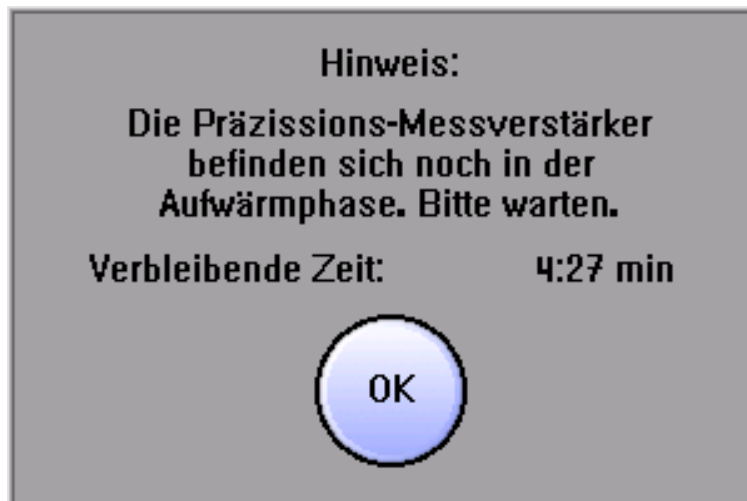 Hinweis:
Die Präzissions-Messverstärker
befinden sich noch in der
Aufwärmphase. Bitte warten.
Verbleibende Zeit: 4:27 min
OK